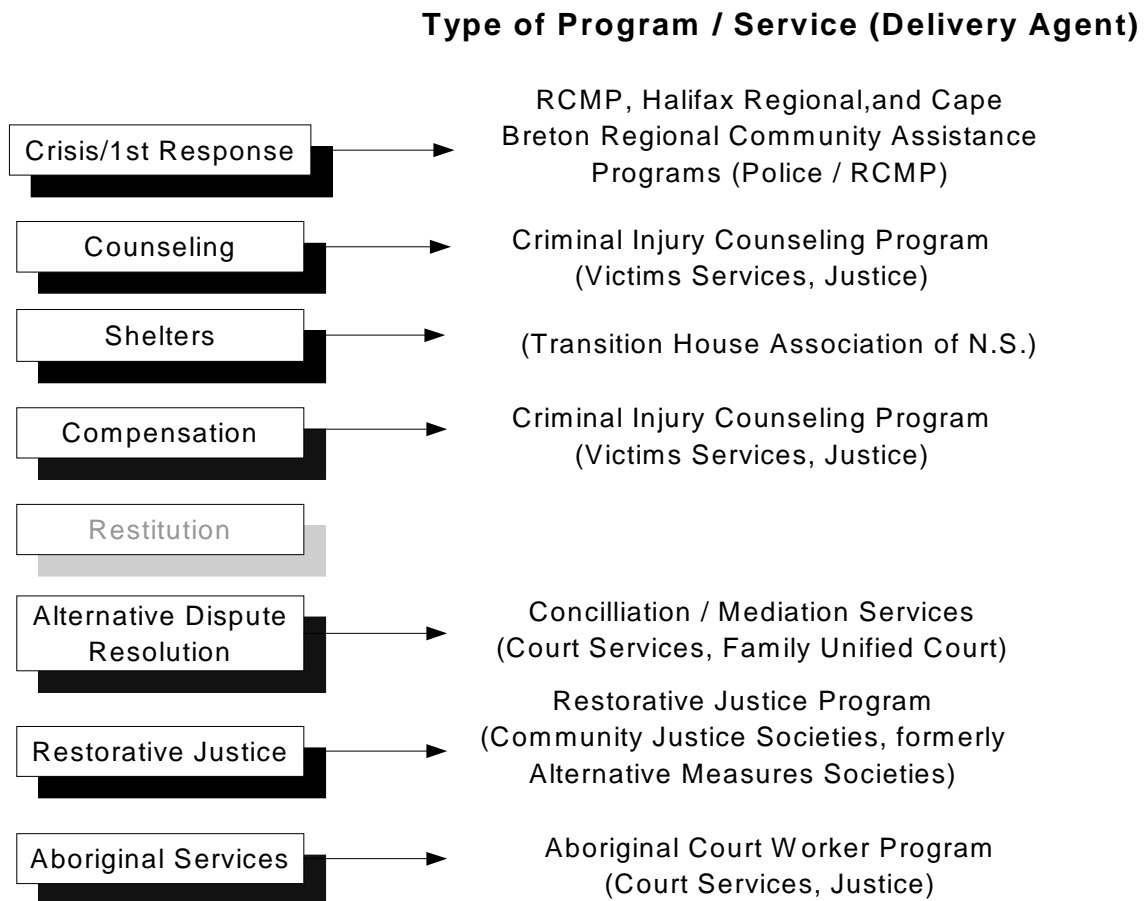 Type of Program / Service (Delivery Agent)
Crisis/1st Response
RCMP, Halifax Regional,and Cape
Breton Regional Community Assistance
Programs (Police / RCMP)
Counseling
Criminal Injury Counseling Program
(Victims Services, Justice)
Shelters
(Transition House Association of N.S.)
Compensation
Criminal Injury Counseling Program
(Victims Services, Justice)
Restitution
Alternative Dispute
Resolution
Concilliation / Mediation Services
(Court Services, Family Unified Court)
Restorative Justice
Restorative Justice Program
(Community Justice Societies, formerly
Alternative Measures Societies)
Aboriginal Services
Aboriginal Court Worker Program
(Court Services, Justice)